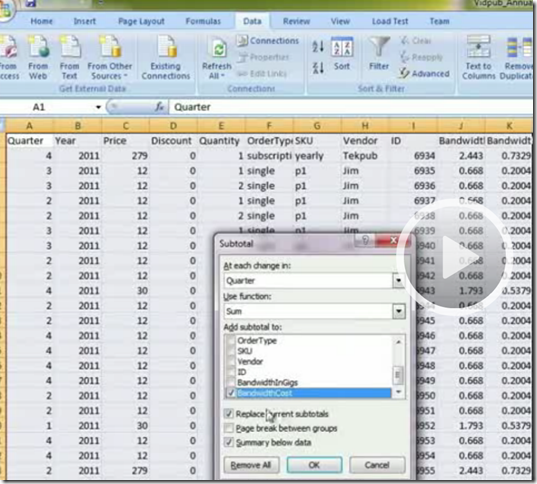 Vidpub_Annua
Home Insert Page Layout Formulas Data Review View Load Test Team
From From From From Other Existing Refresh Connections Sort Filter Clear Text to Remove
Access Web Text Sources Connections All Properties Reapply Columns Duplicat
Edit Links Advanced
Get External Data Connections Sort & Filter
A1 fx Quarter
A B C D E F G H I J K
Quarter Year Price Discount Quantity OrderType SKU Vendor ID Bandwidt Bandwidt
4 2011 279 0 1 subscripti yearly Tekpub 6934 2.443 0.7329
3 2011 12 0 1 single p1 Jim 6935 0.668 0.2004
3 2011 12 0 2 single p1 Jim 6936 0.668 0.2004
2 2011 12 0 1 single p1 Jim 6937 0.668 0.2004
2 2011 12 0 2 single p1 Jim 6938 0.668 0.2004
3 2011 12 0 1 single p1 Jim 6939 0.668 0.2004
3 2011 12 0 6940 0.668 0.2004
2 2011 12 0 6941 0.668 0.2004
2 2011 12 0 6942 0.668 0.2004
4 2011 30 0 6943 1.793 0.5379
2 2011 12 0 0.668 0.2004
2 2011 12 0 6945 0.668 0.2004
2 2011 12 0 6946 0.668 0.2004
4 2011 12 0 6947 0.668 0.2004
4 2011 12 0 6948 0.668 0.2004
2 2011 12 0 6949 0.668 0.2004
2 2011 12 0 6950 0.668 0.2004
2 2011 12 0 6951 0.668 0.2004
1 2011 30 0 6952 1.793 0.5379
4 2011 12 0 6953 0.668 0.2004
2 2011 12 0 6954 0.668 0.2004
2 2011 279 0 6955 2.443 0.7329
Subtotal
At each change in:
Quarter
Use function:
Sum
Add subtotal to:
OrderType
SKU
Vendor
ID
BandwidthInGigs
BandwidthCost
Replace current subtotals
Page break between groups
Summary below data
Remove All OK Cancel